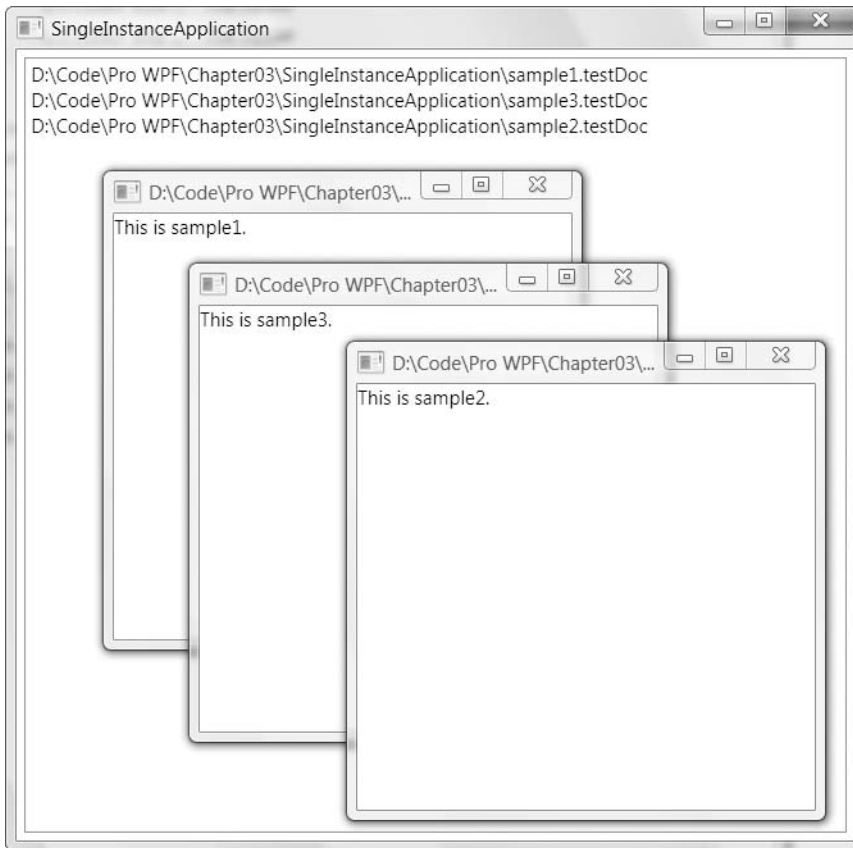 SingleInstanceApplication
D:\Code\Pro WPF\Chapter03\SingleInstanceApplication\sample1.testDoc
D:\Code\Pro WPF\Chapter03\SingleInstanceApplication\sample3.testDoc
D:\Code\Pro WPF\Chapter03\SingleInstanceApplication\sample2.testDoc
D:\Code\Pro WPF\Chapter03\...
This is sample1.
D:\Code\Pro WPF\Chapter03\...
This is sample3.
D:\Code\Pro WPF\Chapter03\...
This is sample2.